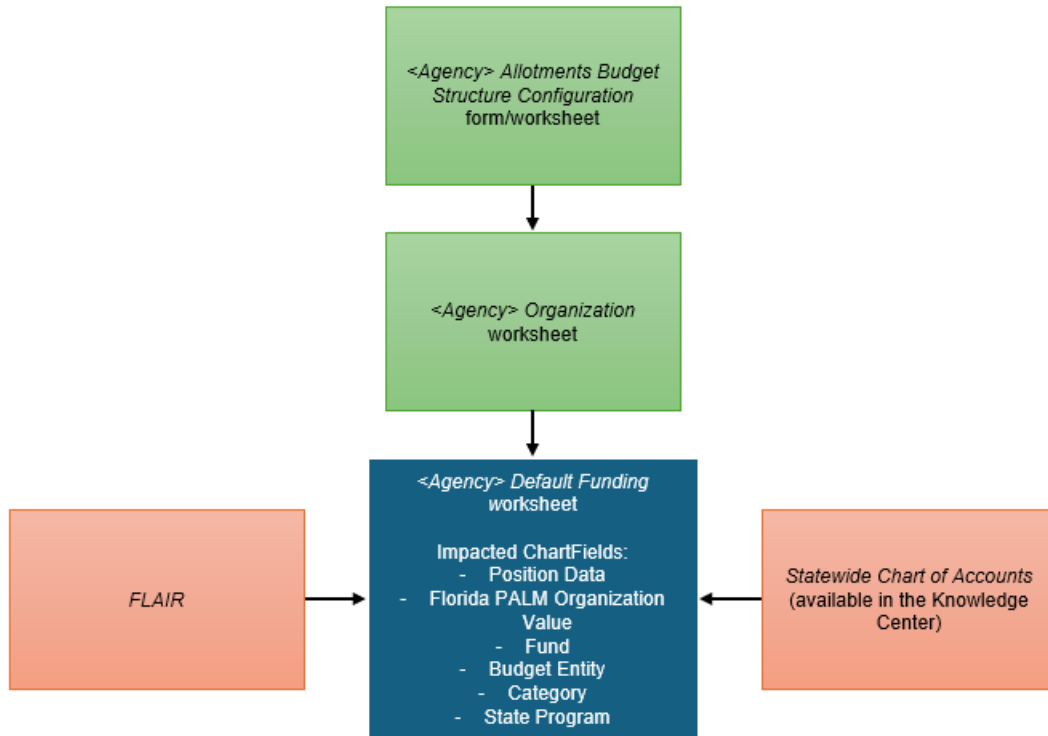 <Agency> Allotments Budget
Structure Configuration
form/worksheet
<Agency> Organization
worksheet
<Agency> Default Funding
worksheet
Impacted ChartFields:
- Position Data
- Florida PALM Organization
Value
- Fund
- Budget Entity
- Category
- State Program
FLAIR
Statewide Chart of Accounts
(available in the Knowledge
Center)